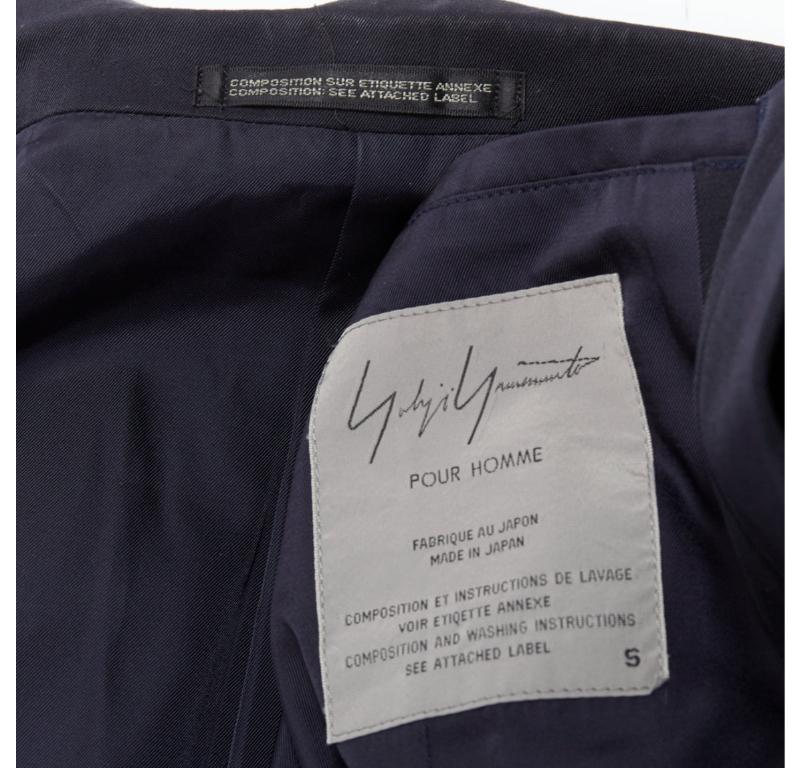 COMPOSITION SUR ETIQUETTE ANNEXE
COMPOSITION: SEE ATTACHED LABEL
Yohji Yamamoto
POUR HOMME
FABRIQUE AU JAPON
MADE IN JAPAN
COMPOSITION ET INSTRUCTIONS DE LAVAGE
VOIR ETIQETTE ANNEXE
COMPOSITION AND WASHING INSTRUCTIONS
SEE ATTACHED LABEL
S